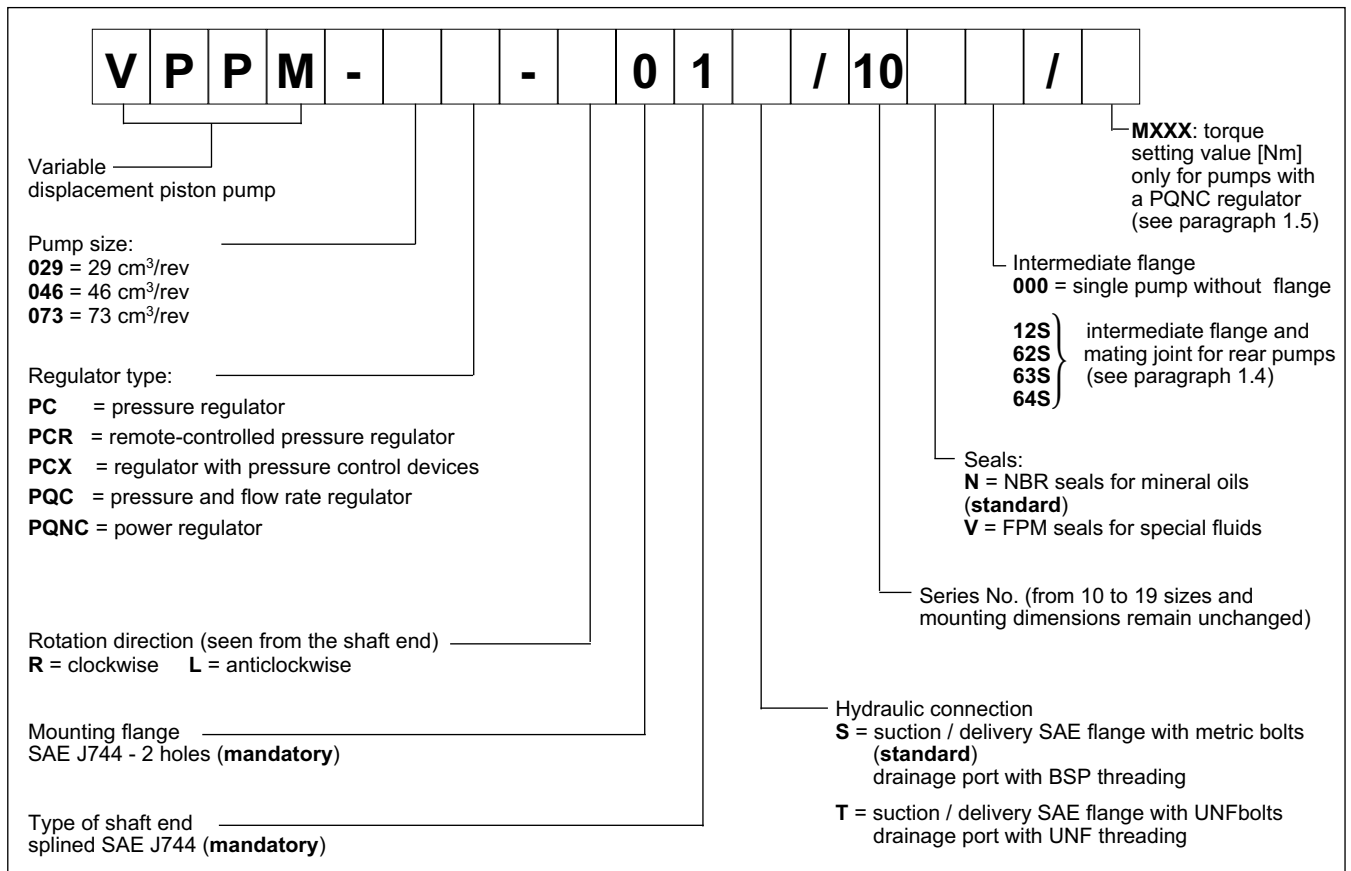 V P P M - - 0 1 / 10 /
Variable
displacement piston pump
Pump size:
029 = 29 cm³/rev
046 = 46 cm³/rev
073 = 73 cm³/rev
Regulator type:
PC = pressure regulator
PCR = remote-controlled pressure regulator
PCX = regulator with pressure control devices
PQC = pressure and flow rate regulator
PQNC = power regulator
Rotation direction (seen from the shaft end)
R = clockwise L = anticlockwise
Mounting flange
SAE J744 - 2 holes (mandatory)
Type of shaft end
splined SAE J744 (mandatory)
MXXX: torque
setting value [Nm]
only for pumps with
a PQNC regulator
(see paragraph 1.5)
Intermediate flange
000 = single pump without flange
12S
62S
63S
64S
intermediate flange and
mating joint for rear pumps
(see paragraph 1.4)
Seals:
N = NBR seals for mineral oils
(standard)
V = FPM seals for special fluids
Series No. (from 10 to 19 sizes and
mounting dimensions remain unchanged)
Hydraulic connection
S = suction / delivery SAE flange with metric bolts
(standard)
drainage port with BSP threading
T = suction / delivery SAE flange with UNFbolts
drainage port with UNF threading